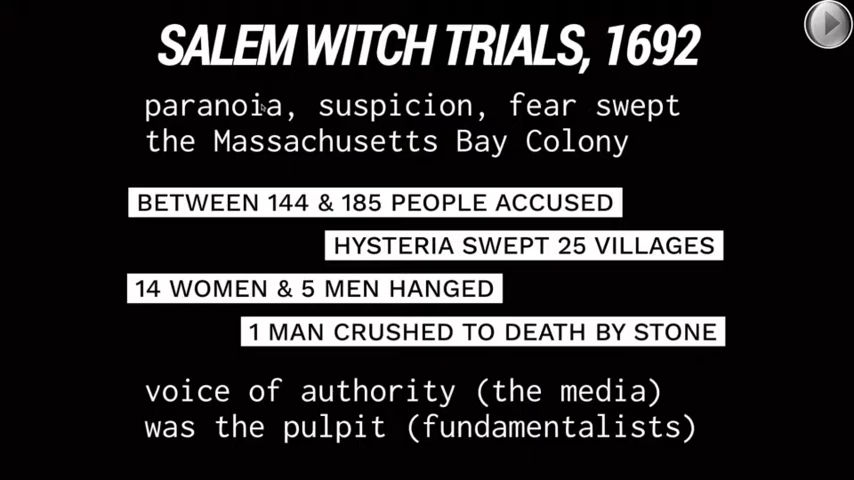 SALEM WITCH TRIALS, 1692
paranoia, suspicion, fear swept
the Massachusetts Bay Colony
BETWEEN 144 & 185 PEOPLE ACCUSED
HYSTERIA SWEPT 25 VILLAGES
14 WOMEN & 5 MEN HANGED
1 MAN CRUSHED TO DEATH BY STONE
voice of authority (the media)
was the pulpit (fundamentalists)